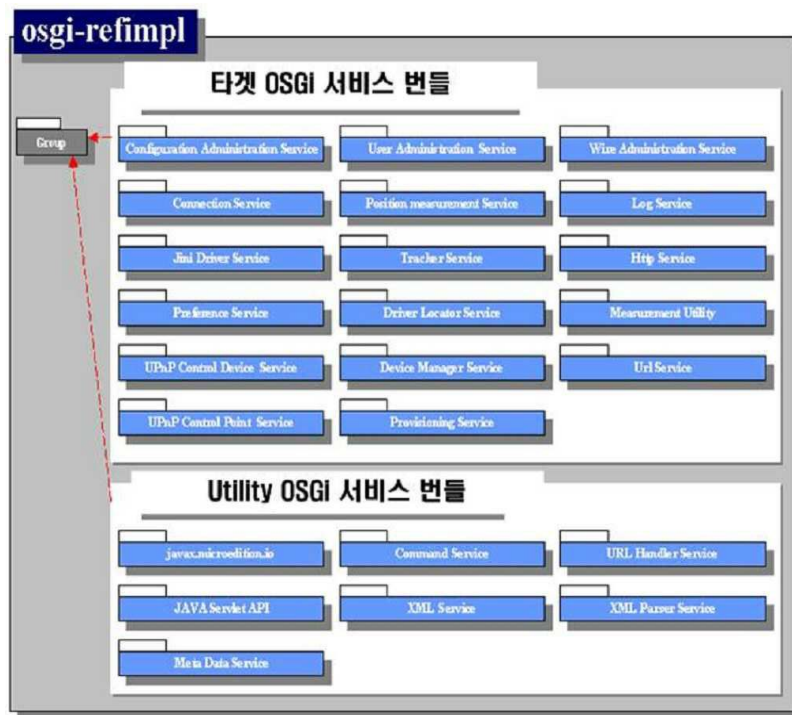 osgi-refimpl
타겟 OSGi 서비스 번들
Group
Configuration Administration Service
User Administration Service
Wire Administration Service
Connection Service
Position measurement Service
Log Service
Jini Driver Service
Tracker Service
Http Service
Preference Service
Driver Locator Service
Measurement Utility
UPnP Control Device Service
Device Manager Service
Url Service
UPnP Control Point Service
Provisioning Service
Utility OSGi 서비스 번들
javax.microedition.io
Command Service
URL Handler Service
JAVA Servlet API
XML Service
XML Parser Service
Meta Data Service